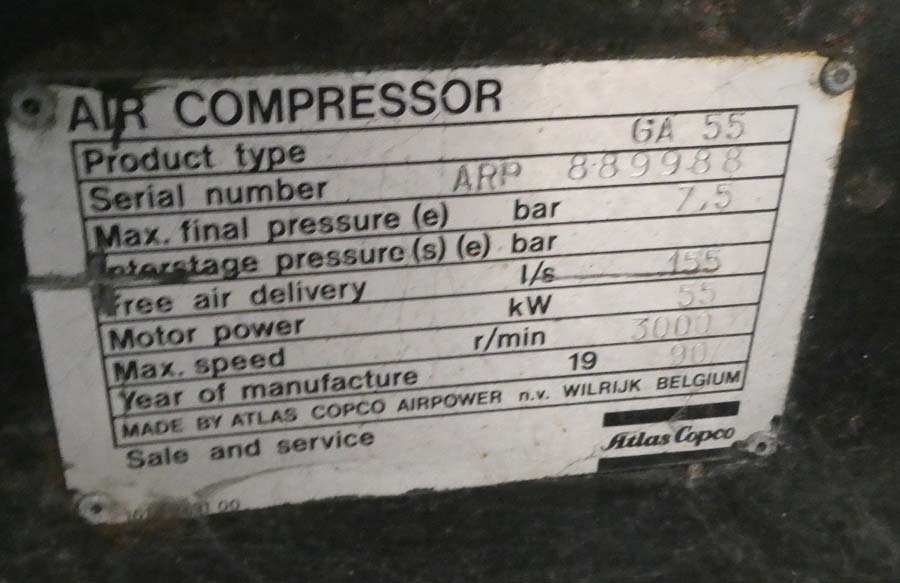 AIR COMPRESSOR
Product type GA 55
Serial number ARP 889988
Max. final pressure (e) bar 7,5
Interstage pressure (s) (e) bar
Free air delivery l/s 155
Motor power kW 55
Max. speed r/min 3000
Year of manufacture 19 90
MADE BY ATLAS COPCO AIRPOWER n.v. WILRIJK BELGIUM
Sale and service
Atlas Copco